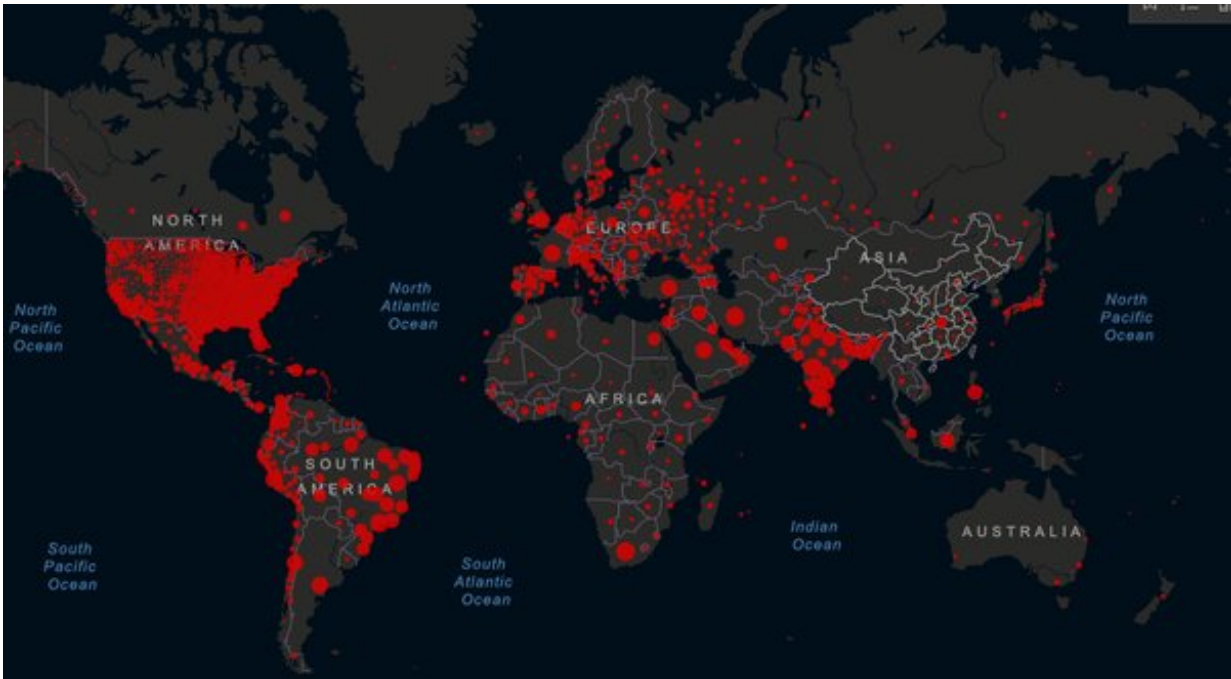 NORTH
AMERICA
EUROPE
ASIA
North
Pacific
Ocean
North
Atlantic
Ocean
North
Pacific
Ocean
AFRICA
SOUTH
AMERICA
South
Pacific
Ocean
South
Atlantic
Ocean
Indian
Ocean
AUSTRALIA